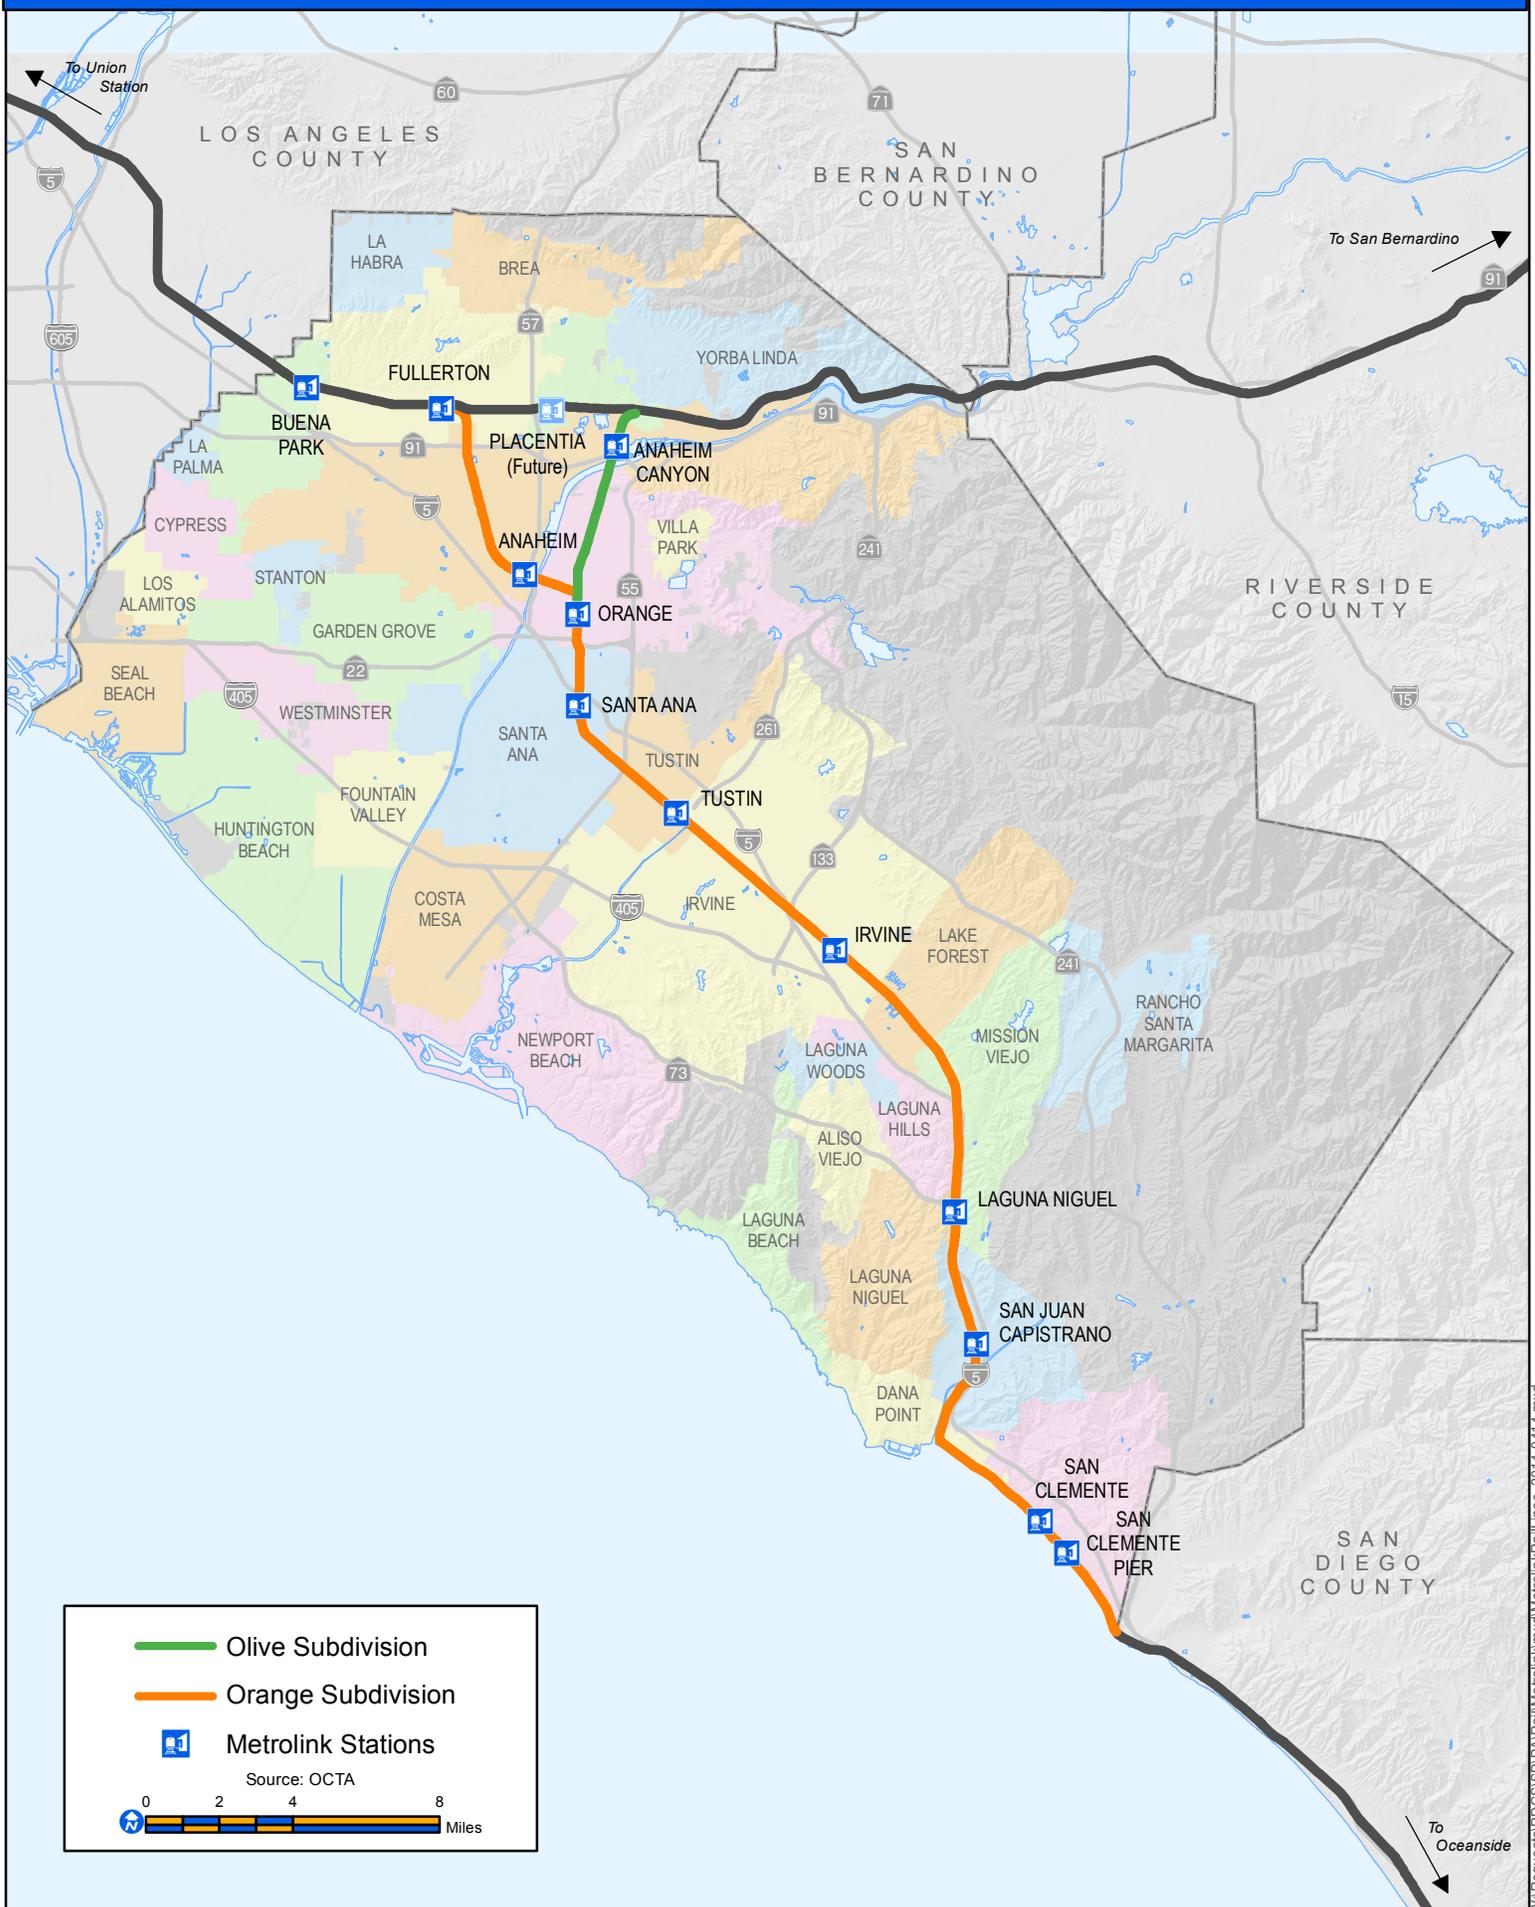 To Union
Station
60
71
LOS ANGELES
COUNTY
SAN
BERNARDINO
COUNTY
5
To San Bernardino
91
LA
HABRA
BREA
57
605
YORBA LINDA
FULLERTON
91
BUENA
PARK
PLACENTIA
(Future)
91
LA
PALMA
ANAHEIM
CANYON
5
CYPRESS
VILLA
PARK
ANAHEIM
241
STANTON
LOS
ALAMITOS
55
RIVERSIDE
COUNTY
ORANGE
GARDEN GROVE
22
SEAL
BEACH
405
15
WESTMINSTER
SANTA ANA
261
SANTA
ANA
TUSTIN
FOUNTAIN
VALLEY
TUSTIN
HUNTINGTON
BEACH
5
133
COSTA
MESA
405
IRVINE
IRVINE
LAKE
FOREST
241
RANCHO
SANTA
MARGARITA
NEWPORT
BEACH
MISSION
VIEJO
LAGUNA
WOODS
73
LAGUNA
HILLS
ALISO
VIEJO
LAGUNA NIGUEL
LAGUNA
BEACH
LAGUNA
NIGUEL
SAN JUAN
CAPISTRANO
5
DANA
POINT
SAN
CLEMENTE
SAN
CLEMENTE
PIER
SAN
DIEGO
COUNTY
Olive Subdivision
Orange Subdivision
Metrolink Stations
Source: OCTA
0 2 4 8
Miles
N
To
Oceanside